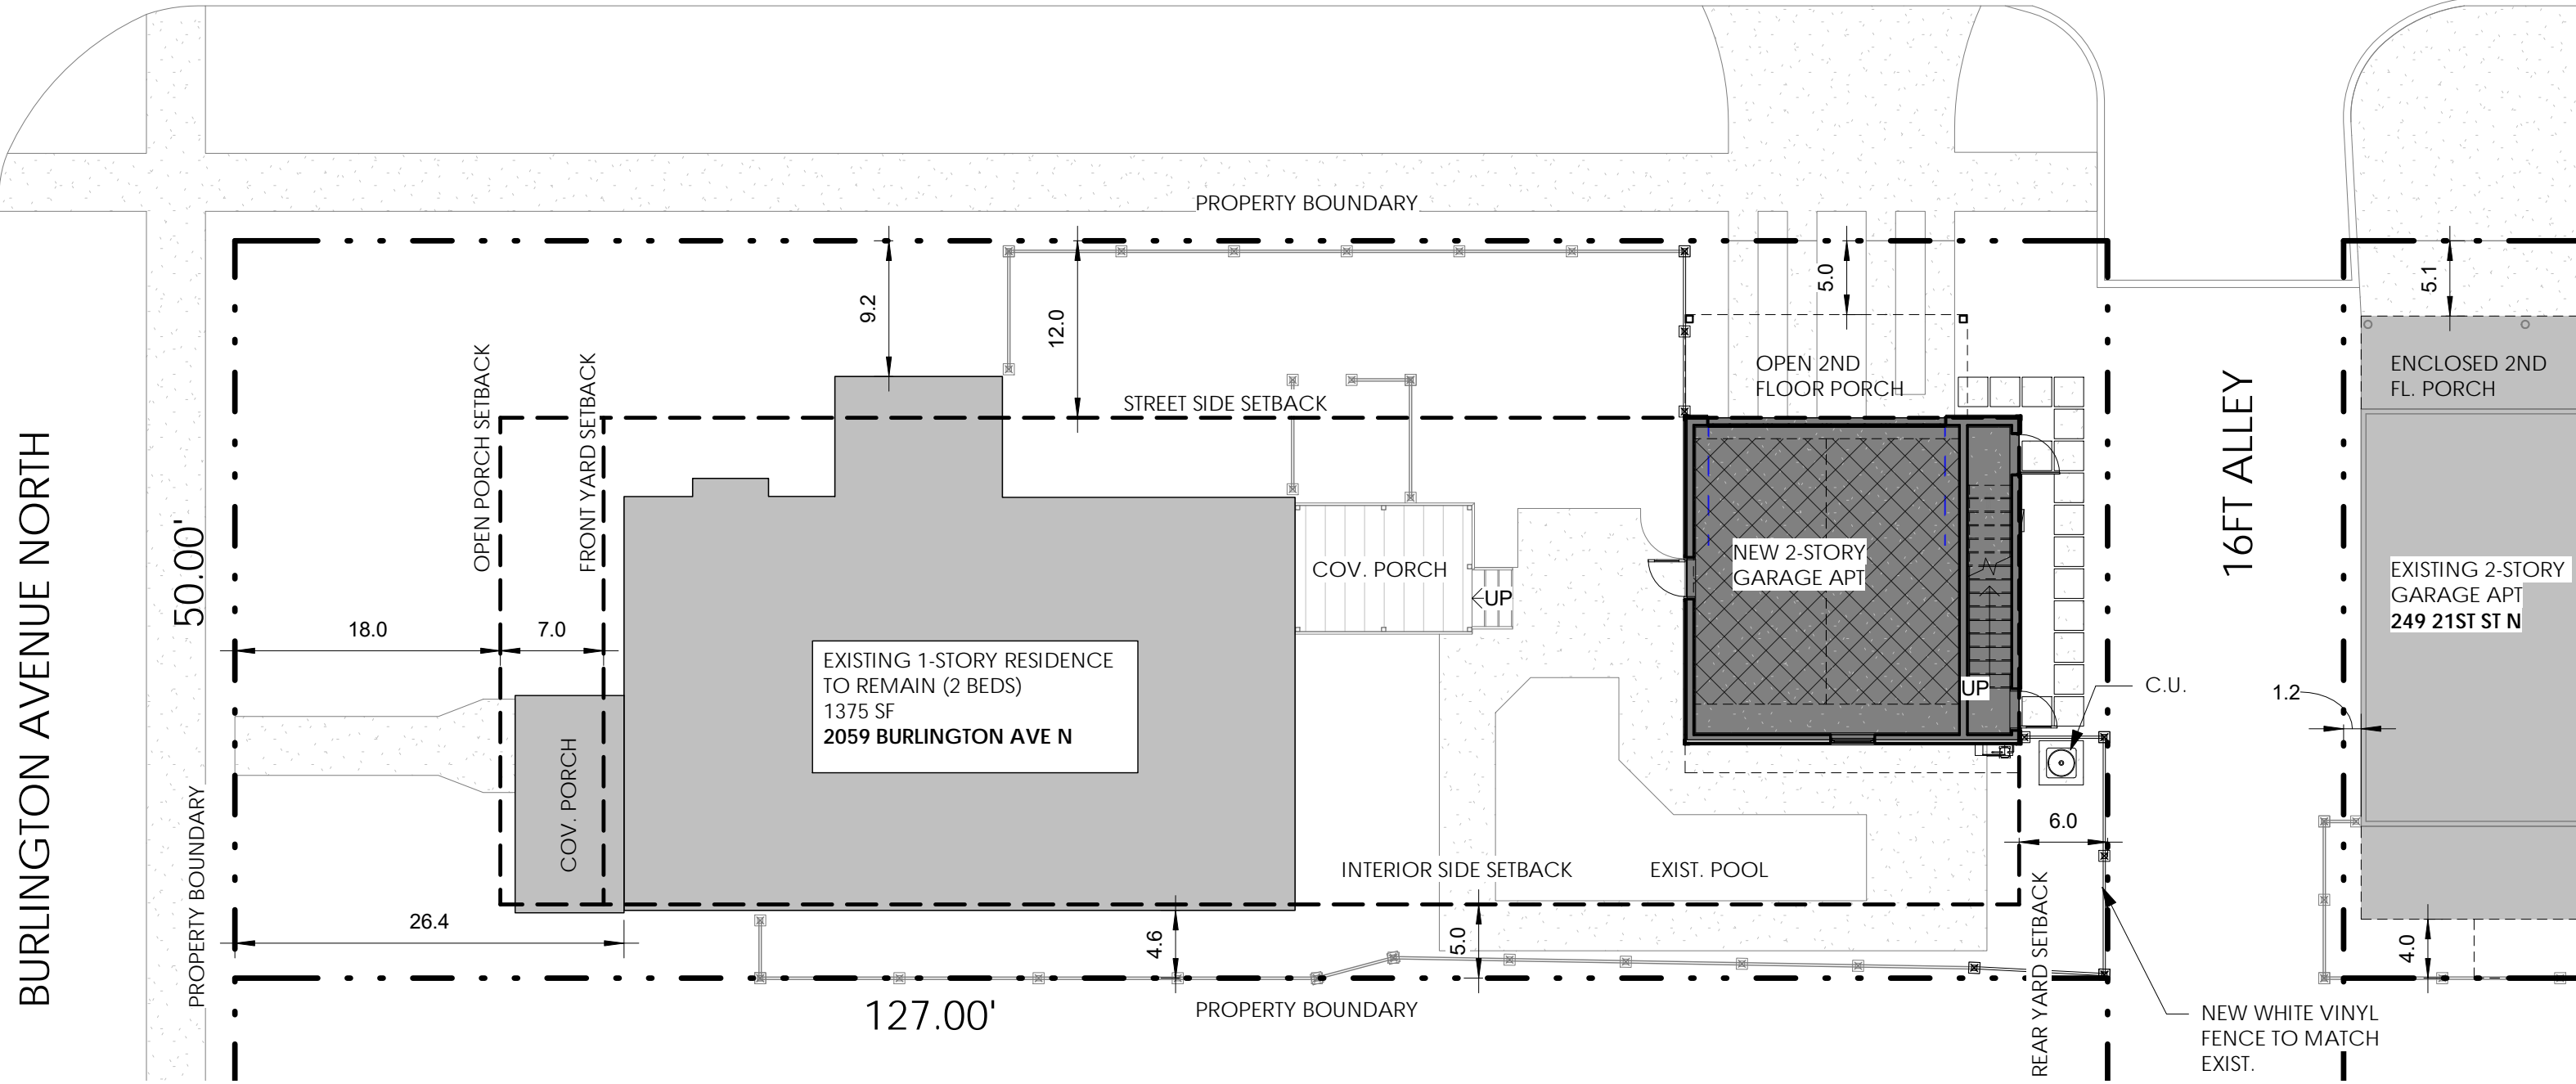 BURLINGTON AVENUE NORTH
50.00'
PROPERTY BOUNDARY
PROPERTY BOUNDARY
9.2
12.0
5.0
5.1
OPEN PORCH SETBACK
FRONT YARD SETBACK
STREET SIDE SETBACK
OPEN 2ND
FLOOR PORCH
ENCLOSED 2ND
FL. PORCH
16FT ALLEY
18.0
7.0
COV. PORCH
UP
NEW 2-STORY
GARAGE APT
UP
EXISTING 2-STORY
GARAGE APT
249 21ST ST N
EXISTING 1-STORY RESIDENCE
TO REMAIN (2 BEDS)
1375 SF
2059 BURLINGTON AVE N
C.U.
1.2
COV. PORCH
6.0
INTERIOR SIDE SETBACK
EXIST. POOL
26.4
4.6
5.0
4.0
REAR YARD SETBACK
127.00'
PROPERTY BOUNDARY
NEW WHITE VINYL
FENCE TO MATCH
EXIST.